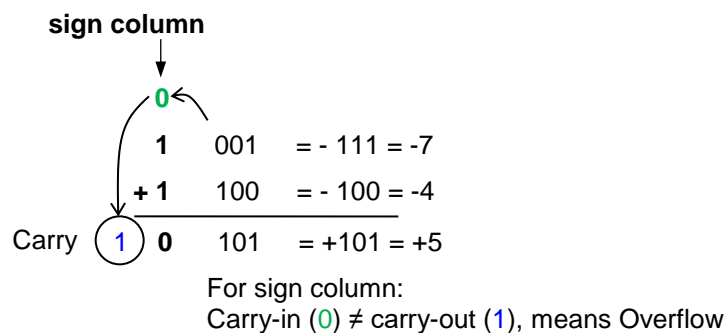 sign column
0
1 001 = - 111 = -7
+ 1 100 = - 100 = -4
Carry 1 0 101 = +101 = +5
For sign column:
Carry-in (0) ≠ carry-out (1), means Overflow